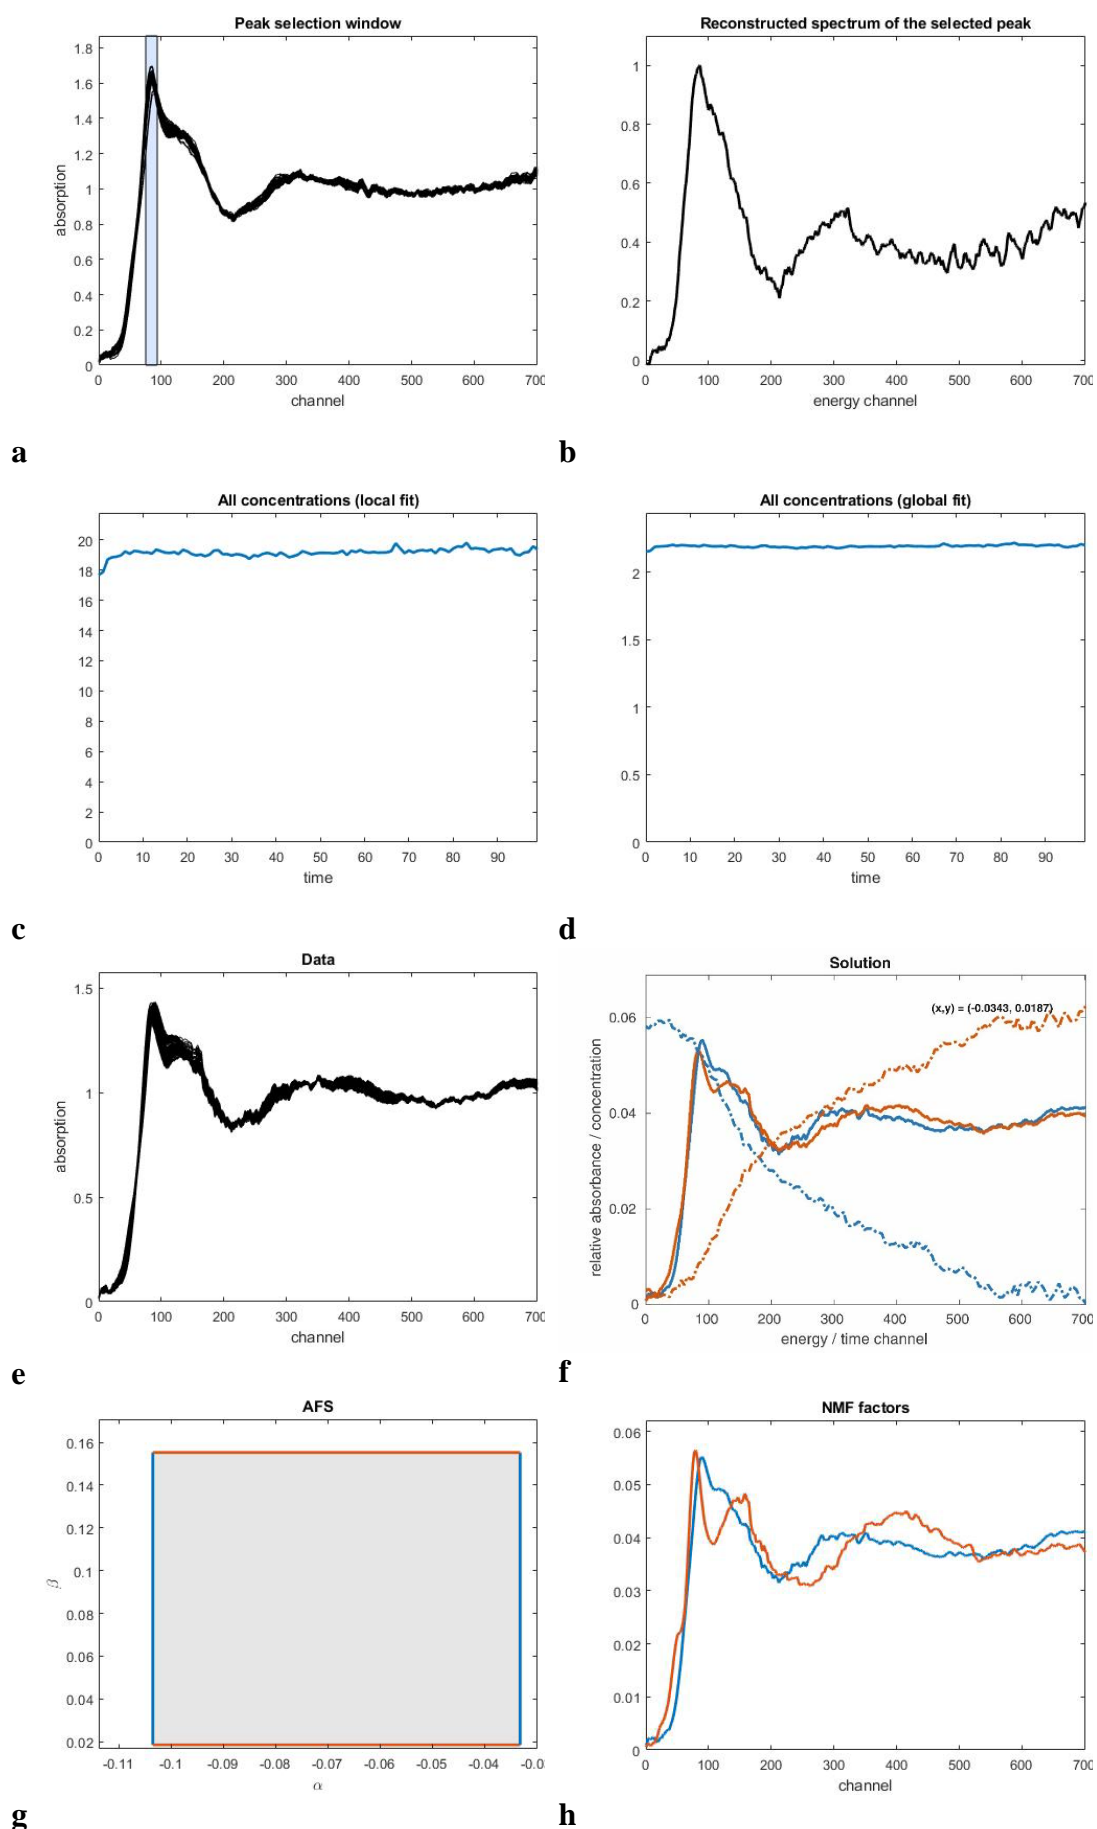 Peak selection window
1.8
1.6
1.4
1.2
1
0.8
0.6
0.4
0.2
0
absorption
0 100 200 300 400 500 600 700
channel
a
Reconstructed spectrum of the selected peak
1
0.8
0.6
0.4
0.2
0
0 100 200 300 400 500 600 700
energy channel
b
All concentrations (local fit)
20
18
16
14
12
10
8
6
4
2
0
0 10 20 30 40 50 60 70 80 90
time
c
All concentrations (global fit)
2
1.5
1
0.5
0
0 10 20 30 40 50 60 70 80 90
time
d
Data
1.5
1
0.5
0
absorption
0 100 200 300 400 500 600 700
channel
e
Solution
(x,y) = (-0.0343, 0.0187)
0.06
0.04
0.02
0
relative absorbance / concentration
0 100 200 300 400 500 600 700
energy / time channel
f
AFS
0.16
0.14
0.12
0.1
0.08
0.06
0.04
0.02
β
-0.11 -0.1 -0.09 -0.08 -0.07 -0.06 -0.05 -0.04
α
g
NMF factors
0.06
0.05
0.04
0.03
0.02
0.01
0
0 100 200 300 400 500 600 700
channel
h